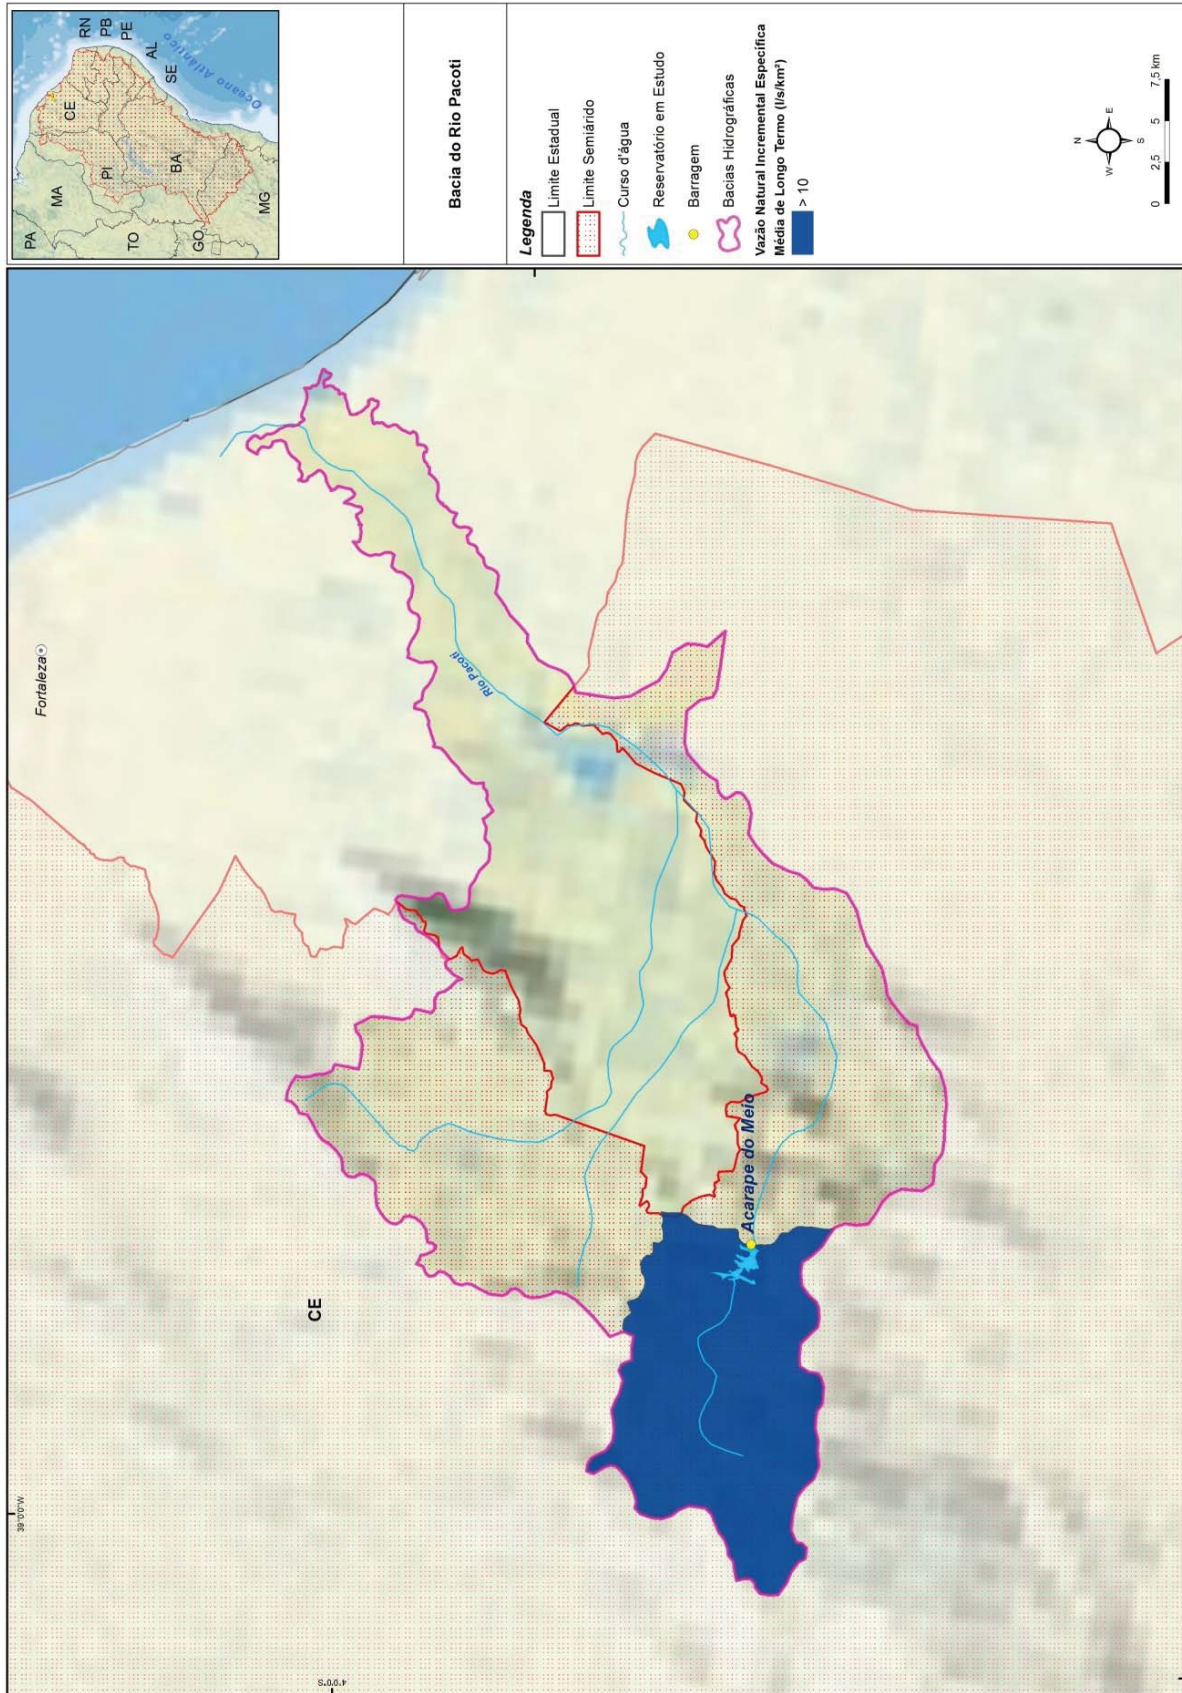 PA
MA
TO
GO
MG
PI
BA
CE
RN
PB
PE
AL
SE
Oceano Atlântico
Bacia do Rio Pacoti
Legenda
Limite Estadual
Limite Semiárido
Curso d'água
Reservatório em Estudo
Barragem
Bacias Hidrográficas
Vazão Natural Incremental Específica
Média de Longo Termo (l/s/km²)
> 10
N
W E
S
0 2,5 5 7,5 km
Fortaleza
Rio Pacoti
CE
Acarape do Meio
39°0'0"W
4°0'0"S